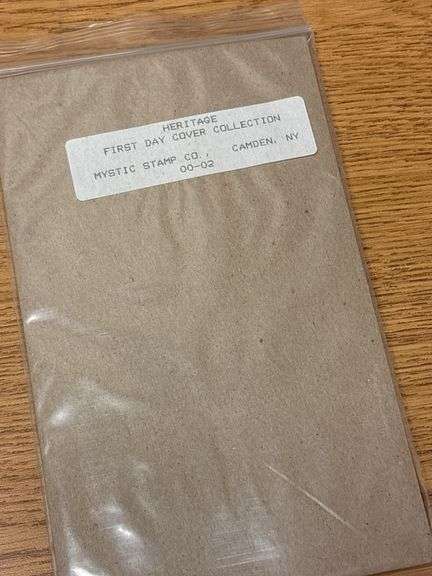 HERITAGE
FIRST DAY COVER COLLECTION
MYSTIC STAMP CO., CAMDEN, NY
00-02